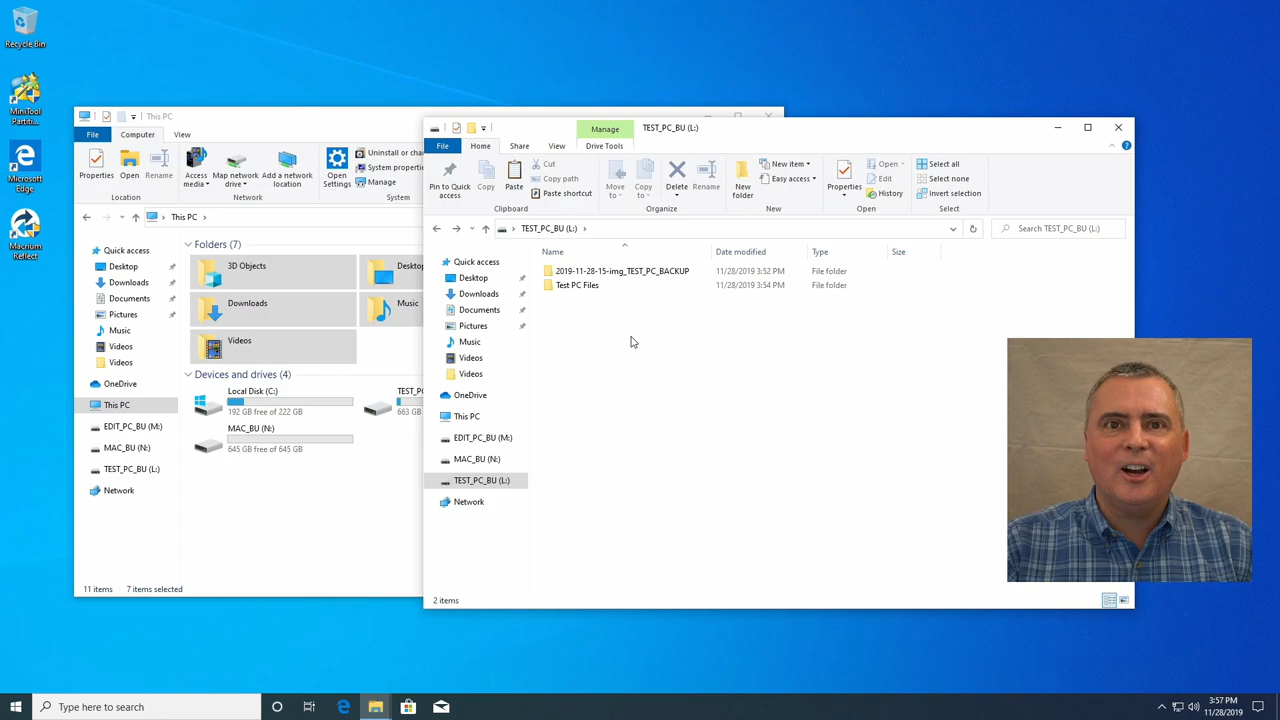 Recycle Bin
MiniTool
Partiti...
Microsoft
Edge
Macrium
Reflect
This PC
File
Computer
View
Properties
Open
Rename
Access
media
Map network
drive
Add a network
location
Open
Settings
Uninstall or cha
System properti
Manage
Location
Network
System
This PC
Quick access
Desktop
Downloads
Documents
Pictures
Music
Videos
Videos
OneDrive
This PC
EDIT_PC_BU (M:)
MAC_BU (N:)
TEST_PC_BU (L:)
Network
Folders (7)
3D Objects
Desktop
Downloads
Music
Videos
Devices and drives (4)
Local Disk (C:)
192 GB free of 222 GB
TEST_PC
663 GB
MAC_BU (N:)
645 GB free of 645 GB
11 items
7 items selected
Manage
TEST_PC_BU (L:)
File
Home
Share
View
Drive Tools
Pin to Quick
access
Copy
Paste
Cut
Copy path
Paste shortcut
Move
to
Copy
to
Delete
Rename
New
folder
New item
Easy access
Properties
Open
Edit
History
Select all
Select none
Invert selection
Clipboard
Organize
New
Open
Select
TEST_PC_BU (L:)
Search TEST_PC_BU (L:)
Name
Date modified
Type
Size
2019-11-28-15-img_TEST_PC_BACKUP
11/28/2019 3:52 PM
File folder
Test PC Files
11/28/2019 3:54 PM
File folder
Quick access
Desktop
Downloads
Documents
Pictures
Music
Videos
Videos
OneDrive
This PC
EDIT_PC_BU (M:)
MAC_BU (N:)
TEST_PC_BU (L:)
Network
2 items
Type here to search
3:57 PM
11/28/2019